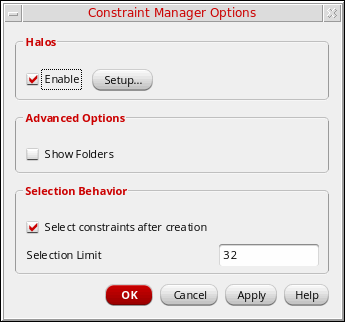 Constraint Manager Options
Halos
Enable Setup...
Advanced Options
Show Folders
Selection Behavior
Select constraints after creation
Selection Limit 32
OK Cancel Apply Help